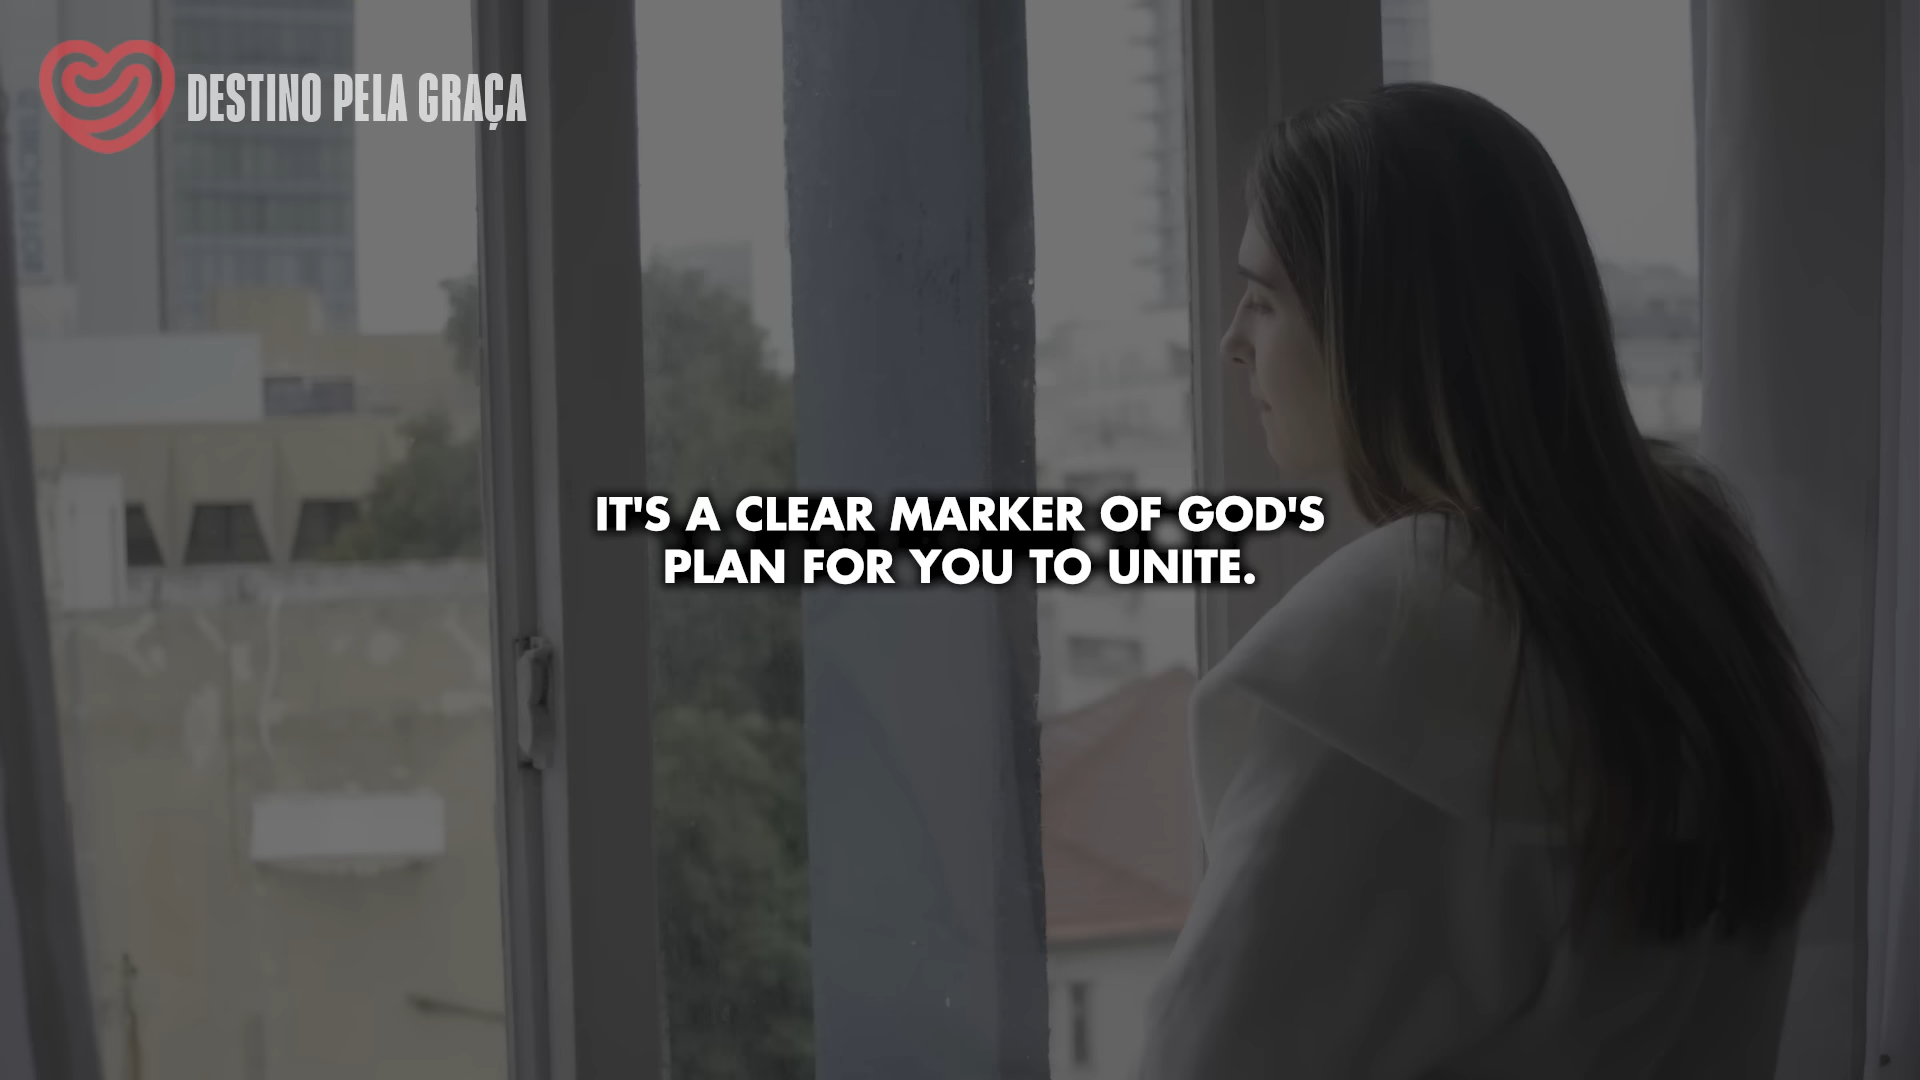 DESTINO PELA GRAÇA
IT'S A CLEAR MARKER OF GOD'S
PLAN FOR YOU TO UNITE.